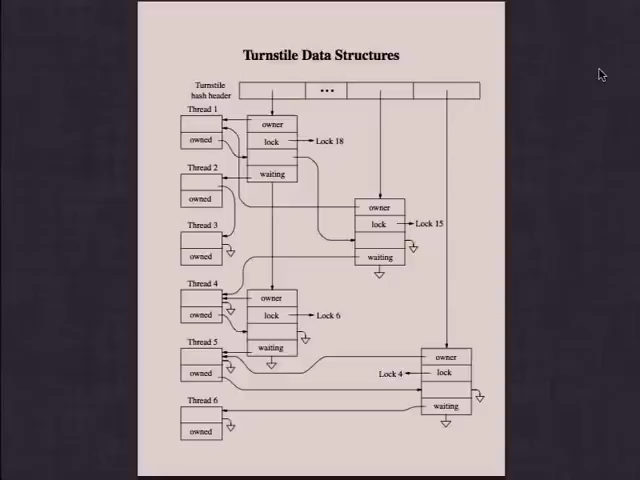 Turnstile Data Structures
Turnstile
hash header
•••
Thread 1
owned
owner
lock
Lock 18
waiting
Thread 2
owned
owner
lock
Lock 15
waiting
Thread 3
owned
Thread 4
owned
owner
lock
Lock 6
waiting
Thread 5
owned
owner
Lock 4
lock
waiting
Thread 6
owned